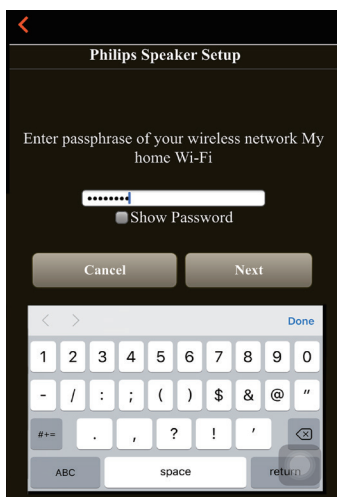 Philips Speaker Setup
Enter passphrase of your wireless network My
home Wi-Fi
••••••••
Show Password
Cancel Next
Done
1 2 3 4 5 6 7 8 9 0
- / : ; ( ) $ & @ "
#+= . , ? ! '
ABC space return